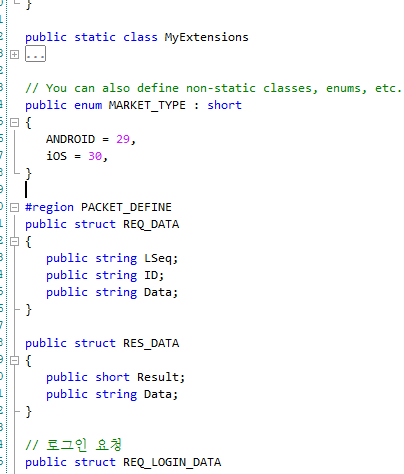 }
public static class MyExtensions
...
// You can also define non-static classes, enums, etc.
public enum MARKET_TYPE : short
{
ANDROID = 29,
iOS = 30,
}
#region PACKET_DEFINE
public struct REQ_DATA
{
public string LSeq;
public string ID;
public string Data;
}
public struct RES_DATA
{
public short Result;
public string Data;
}
// 로그인 요청
public struct REQ_LOGIN_DATA